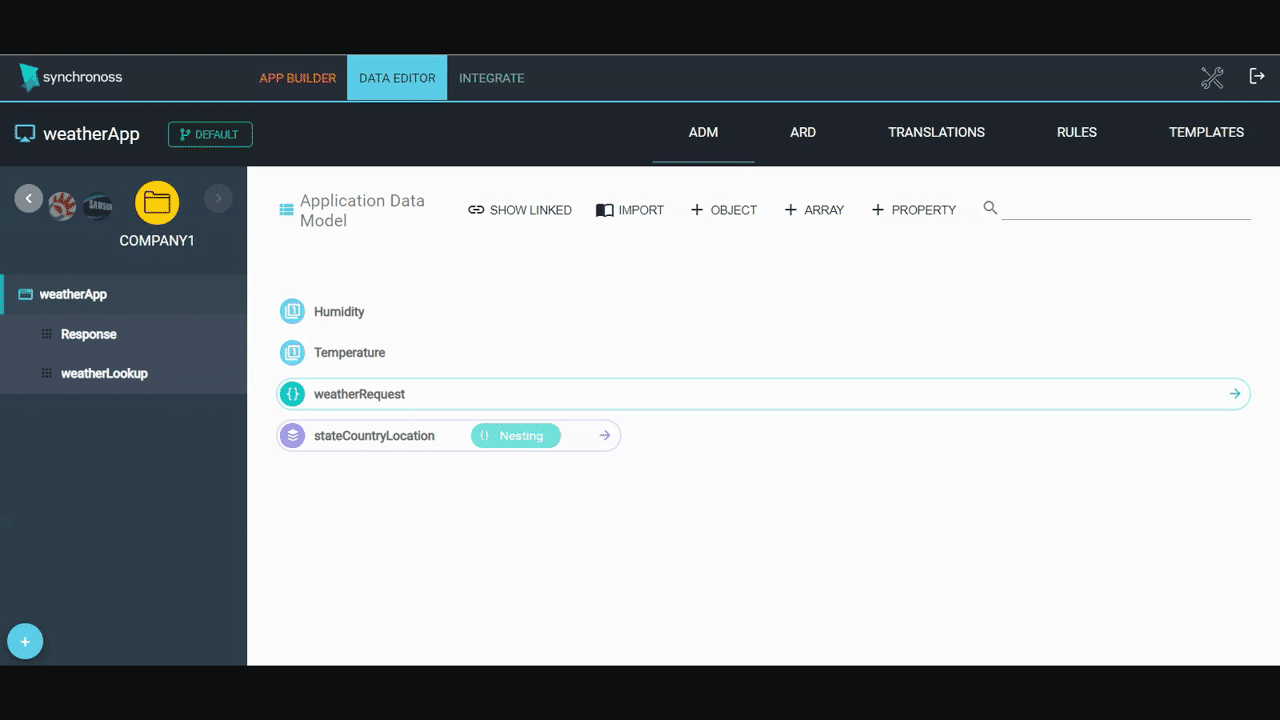 synchronoss
APP BUILDER
DATA EDITOR
INTEGRATE
weatherApp
DEFAULT
ADM
ARD
TRANSLATIONS
RULES
TEMPLATES
COMPANY1
weatherApp
Response
weatherLookup
Application Data
Model
SHOW LINKED
IMPORT
OBJECT
ARRAY
PROPERTY
Humidity
Temperature
weatherRequest
stateCountryLocation
{} Nesting